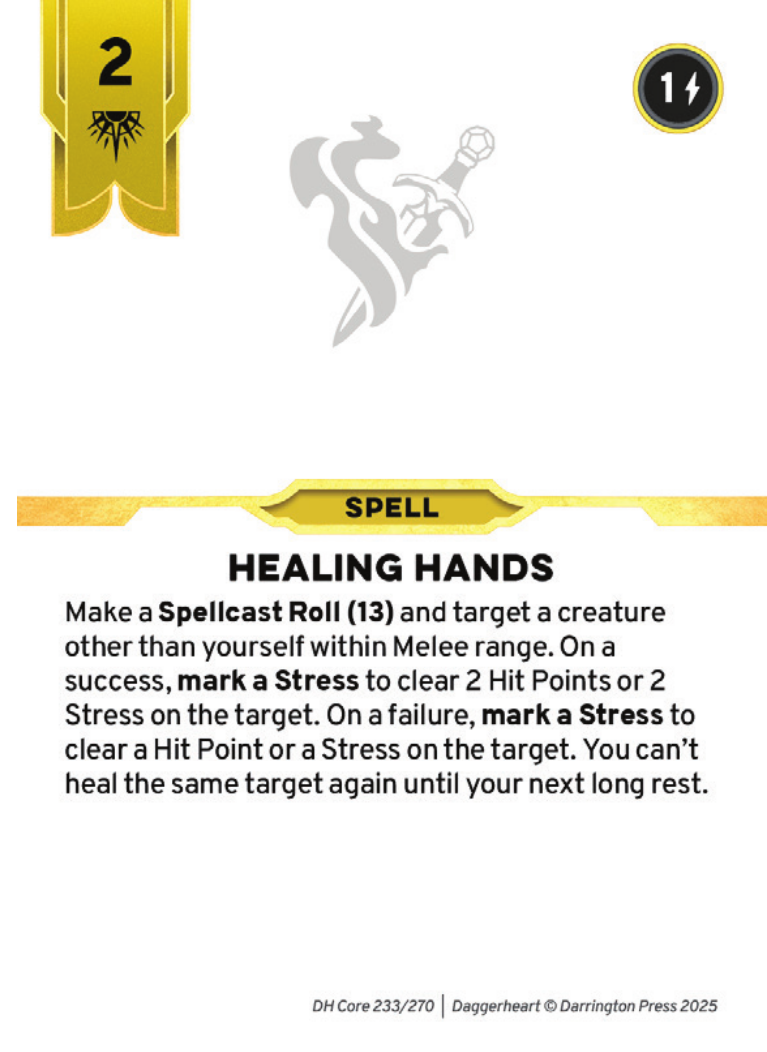 2
1
SPELL
HEALING HANDS
Make a Spellcast Roll (13) and target a creature
other than yourself within Melee range. On a
success, mark a Stress to clear 2 Hit Points or 2
Stress on the target. On a failure, mark a Stress to
clear a Hit Point or a Stress on the target. You can’t
heal the same target again until your next long rest.
DH Core 233/270 | Daggerheart © Darrington Press 2025